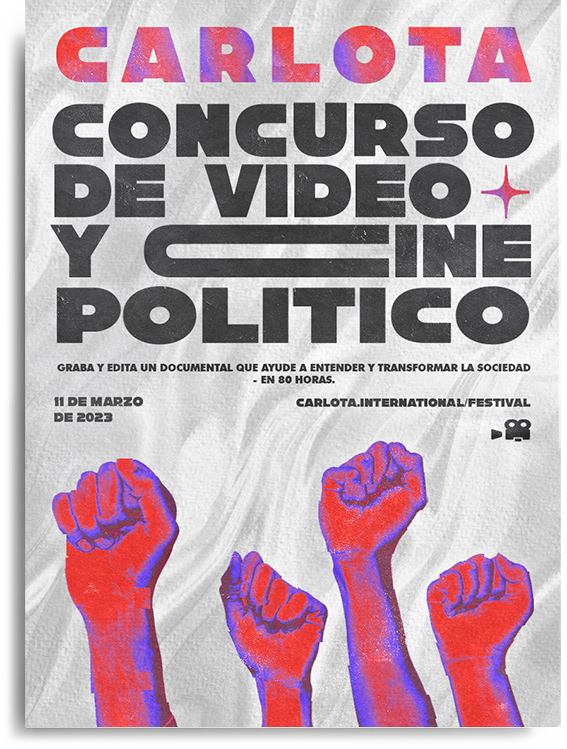 CARLOTA
CONCURSO
DE VIDEO
Y CINE
POLITICO
GRABA Y EDITA UN DOCUMENTAL QUE AYUDE A ENTENDER Y TRANSFORMAR LA SOCIEDAD
- EN 80 HORAS.
11 DE MARZO
DE 2023
CARLOTA.INTERNATIONAL/FESTIVAL